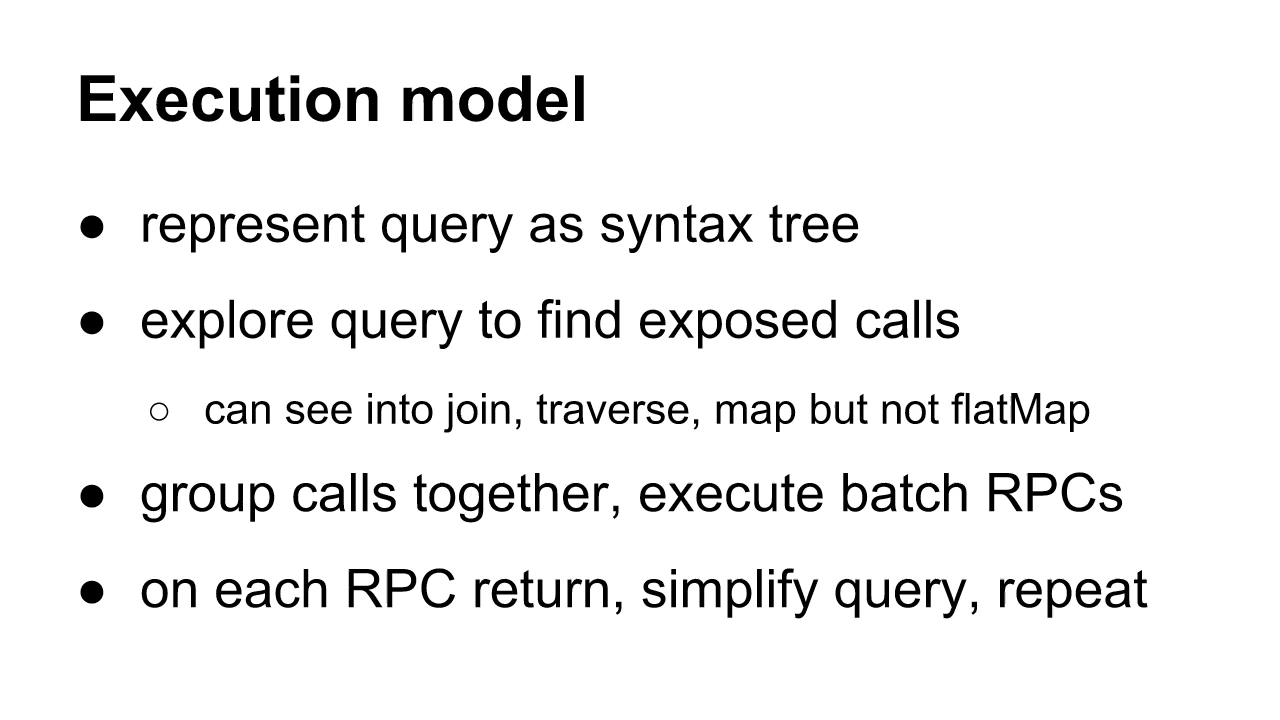 Execution model
● represent query as syntax tree
● explore query to find exposed calls
○ can see into join, traverse, map but not flatMap
● group calls together, execute batch RPCs
● on each RPC return, simplify query, repeat